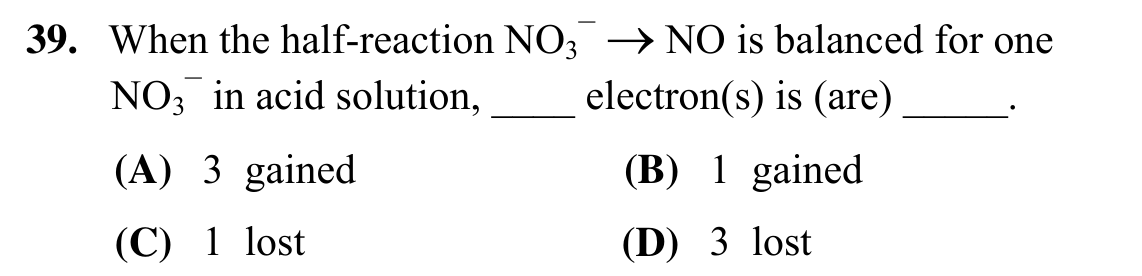 39. When the half-reaction NO₃⁻ → NO is balanced for one
NO₃⁻ in acid solution, ____ electron(s) is (are) _____.
(A) 3 gained (B) 1 gained
(C) 1 lost (D) 3 lost